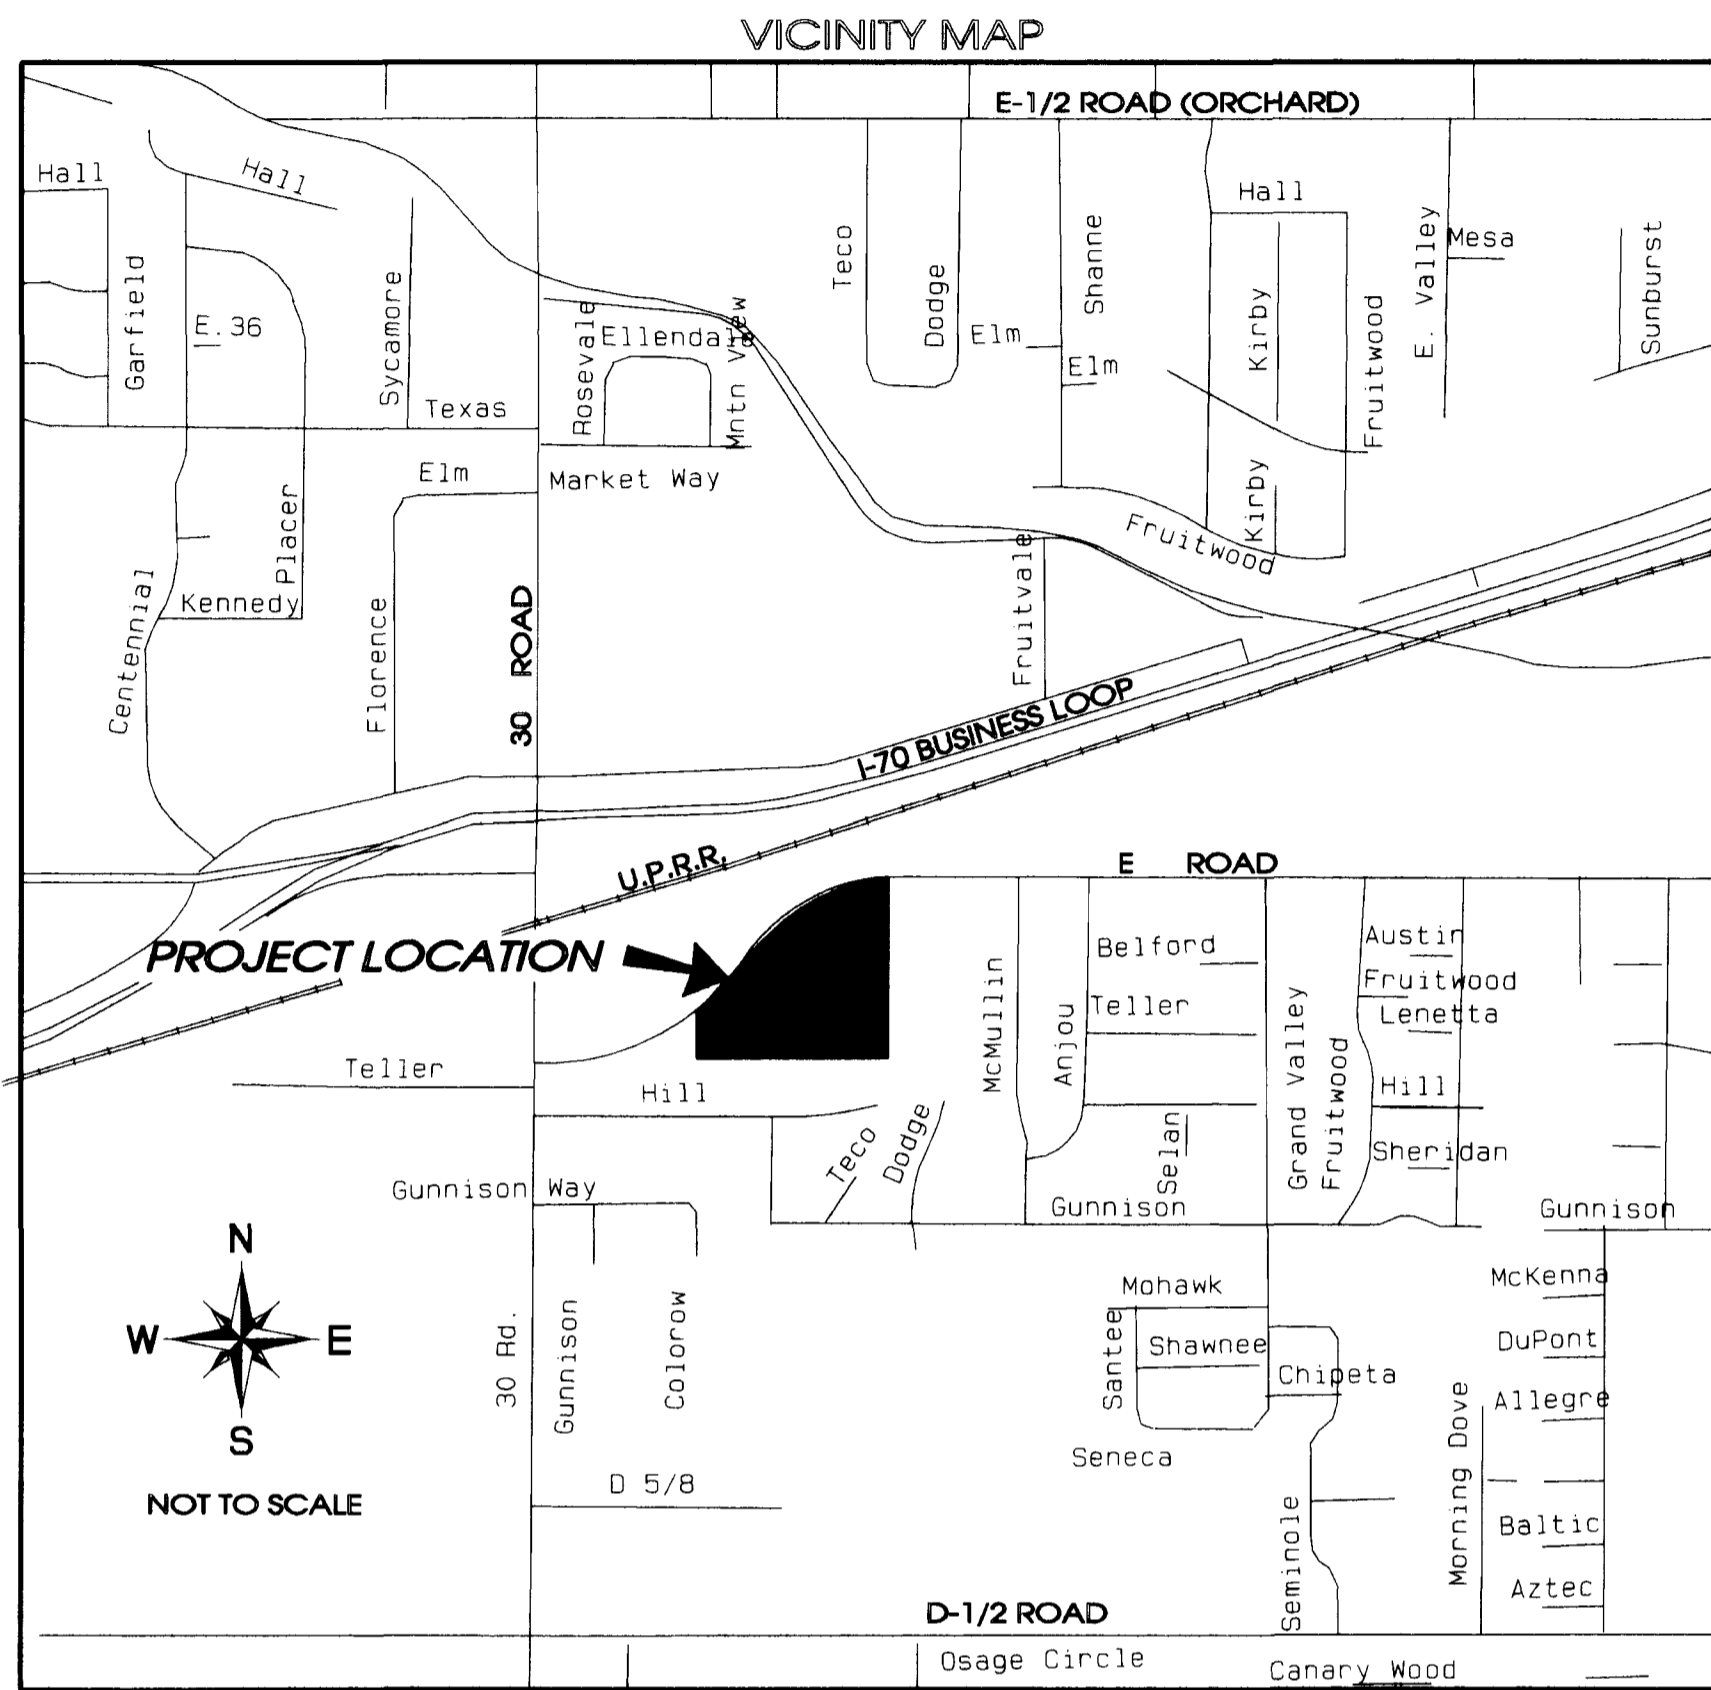 VICINITY MAP
E-1/2 ROAD (ORCHARD)
Hall
Hall
Hall
Garfield
E.36
Sycamore
Texas
Rosevale
Ellendale
Mntn View
Teco
Dodge
Elm
Shanne
Elm
Kirby
Fruitwood
E. Valley
Mesa
Sunburst
Elm
Market Way
Kirby
Fruitwood
Placer
Kennedy
Centennial
Florence
30 ROAD
Fruitvale
I-70 BUSINESS LOOP
U.P.R.R.
E ROAD
PROJECT LOCATION
McMullin
Anjou
Belford
Teller
Grand Valley
Fruitwood
Austin
Fruitwood
Lenetta
Hill
Sheridan
Teller
Hill
Teco
Dodge
Selan
Gunnison
Gunnison
Gunnison Way
N
W E
S
NOT TO SCALE
30 Rd.
Gunnison
Colorow
D 5/8
Mohawk
Santee
Shawnee
Chipeta
Seneca
Seminole
Morning Dove
McKenna
DuPont
Allegre
Baltic
Aztec
D-1/2 ROAD
Osage Circle
Canary Wood